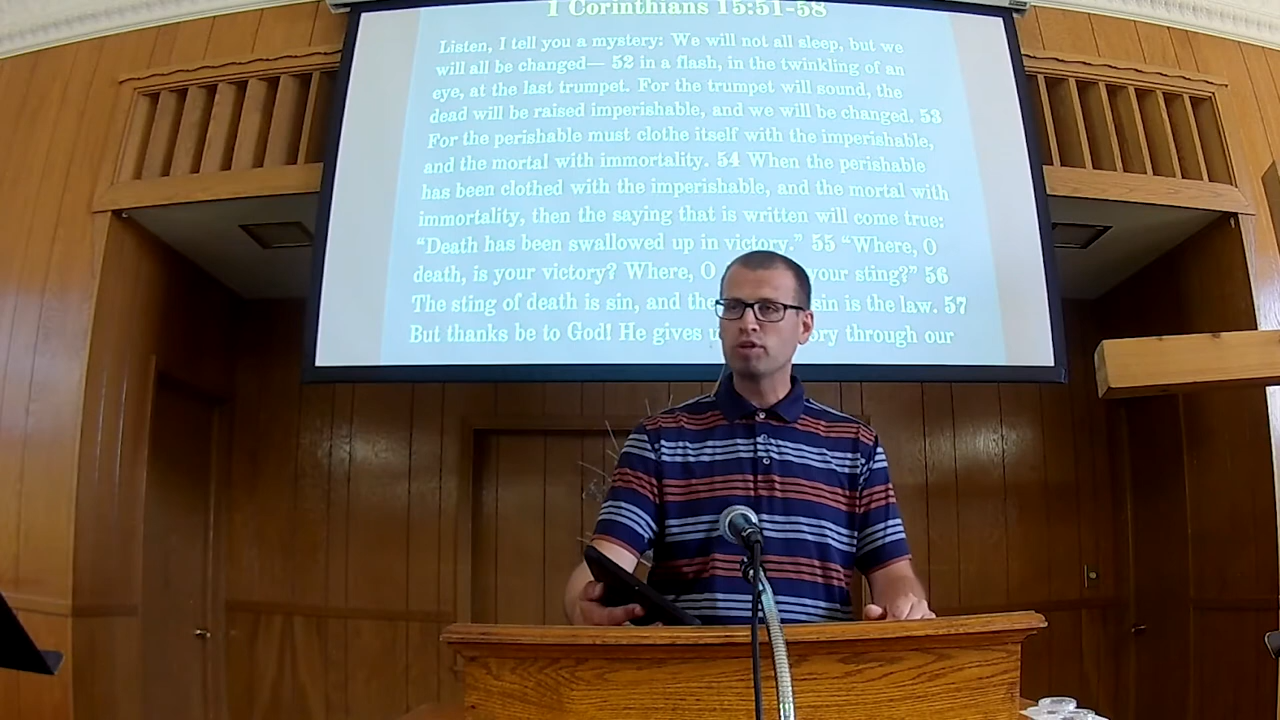 1 Corinthians 15:51-58
Listen, I tell you a mystery: We will not all sleep, but we
will all be changed— 52 in a flash, in the twinkling of an
eye, at the last trumpet. For the trumpet will sound, the
dead will be raised imperishable, and we will be changed. 53
For the perishable must clothe itself with the imperishable,
and the mortal with immortality. 54 When the perishable
has been clothed with the imperishable, and the mortal with
immortality, then the saying that is written will come true:
“Death has been swallowed up in victory.” 55 “Where, O
death, is your victory? Where, O your sting?” 56
The sting of death is sin, and the sin is the law. 57
But thanks be to God! He gives through our